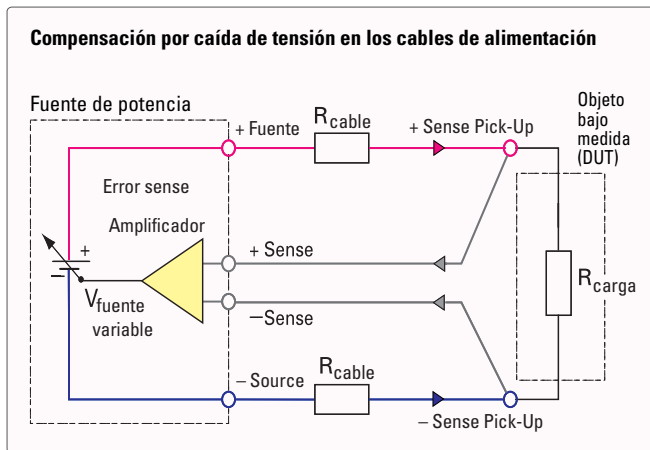 Compensación por caída de tensión en los cables de alimentación
Fuente de potencia
+ Fuente
Rcable
+ Sense Pick-Up
Objeto
bajo
medida
(DUT)
Error sense
Amplificador
+
−
Vfuente
variable
+ Sense
−Sense
Rcarga
− Source
Rcable
− Sense Pick-Up